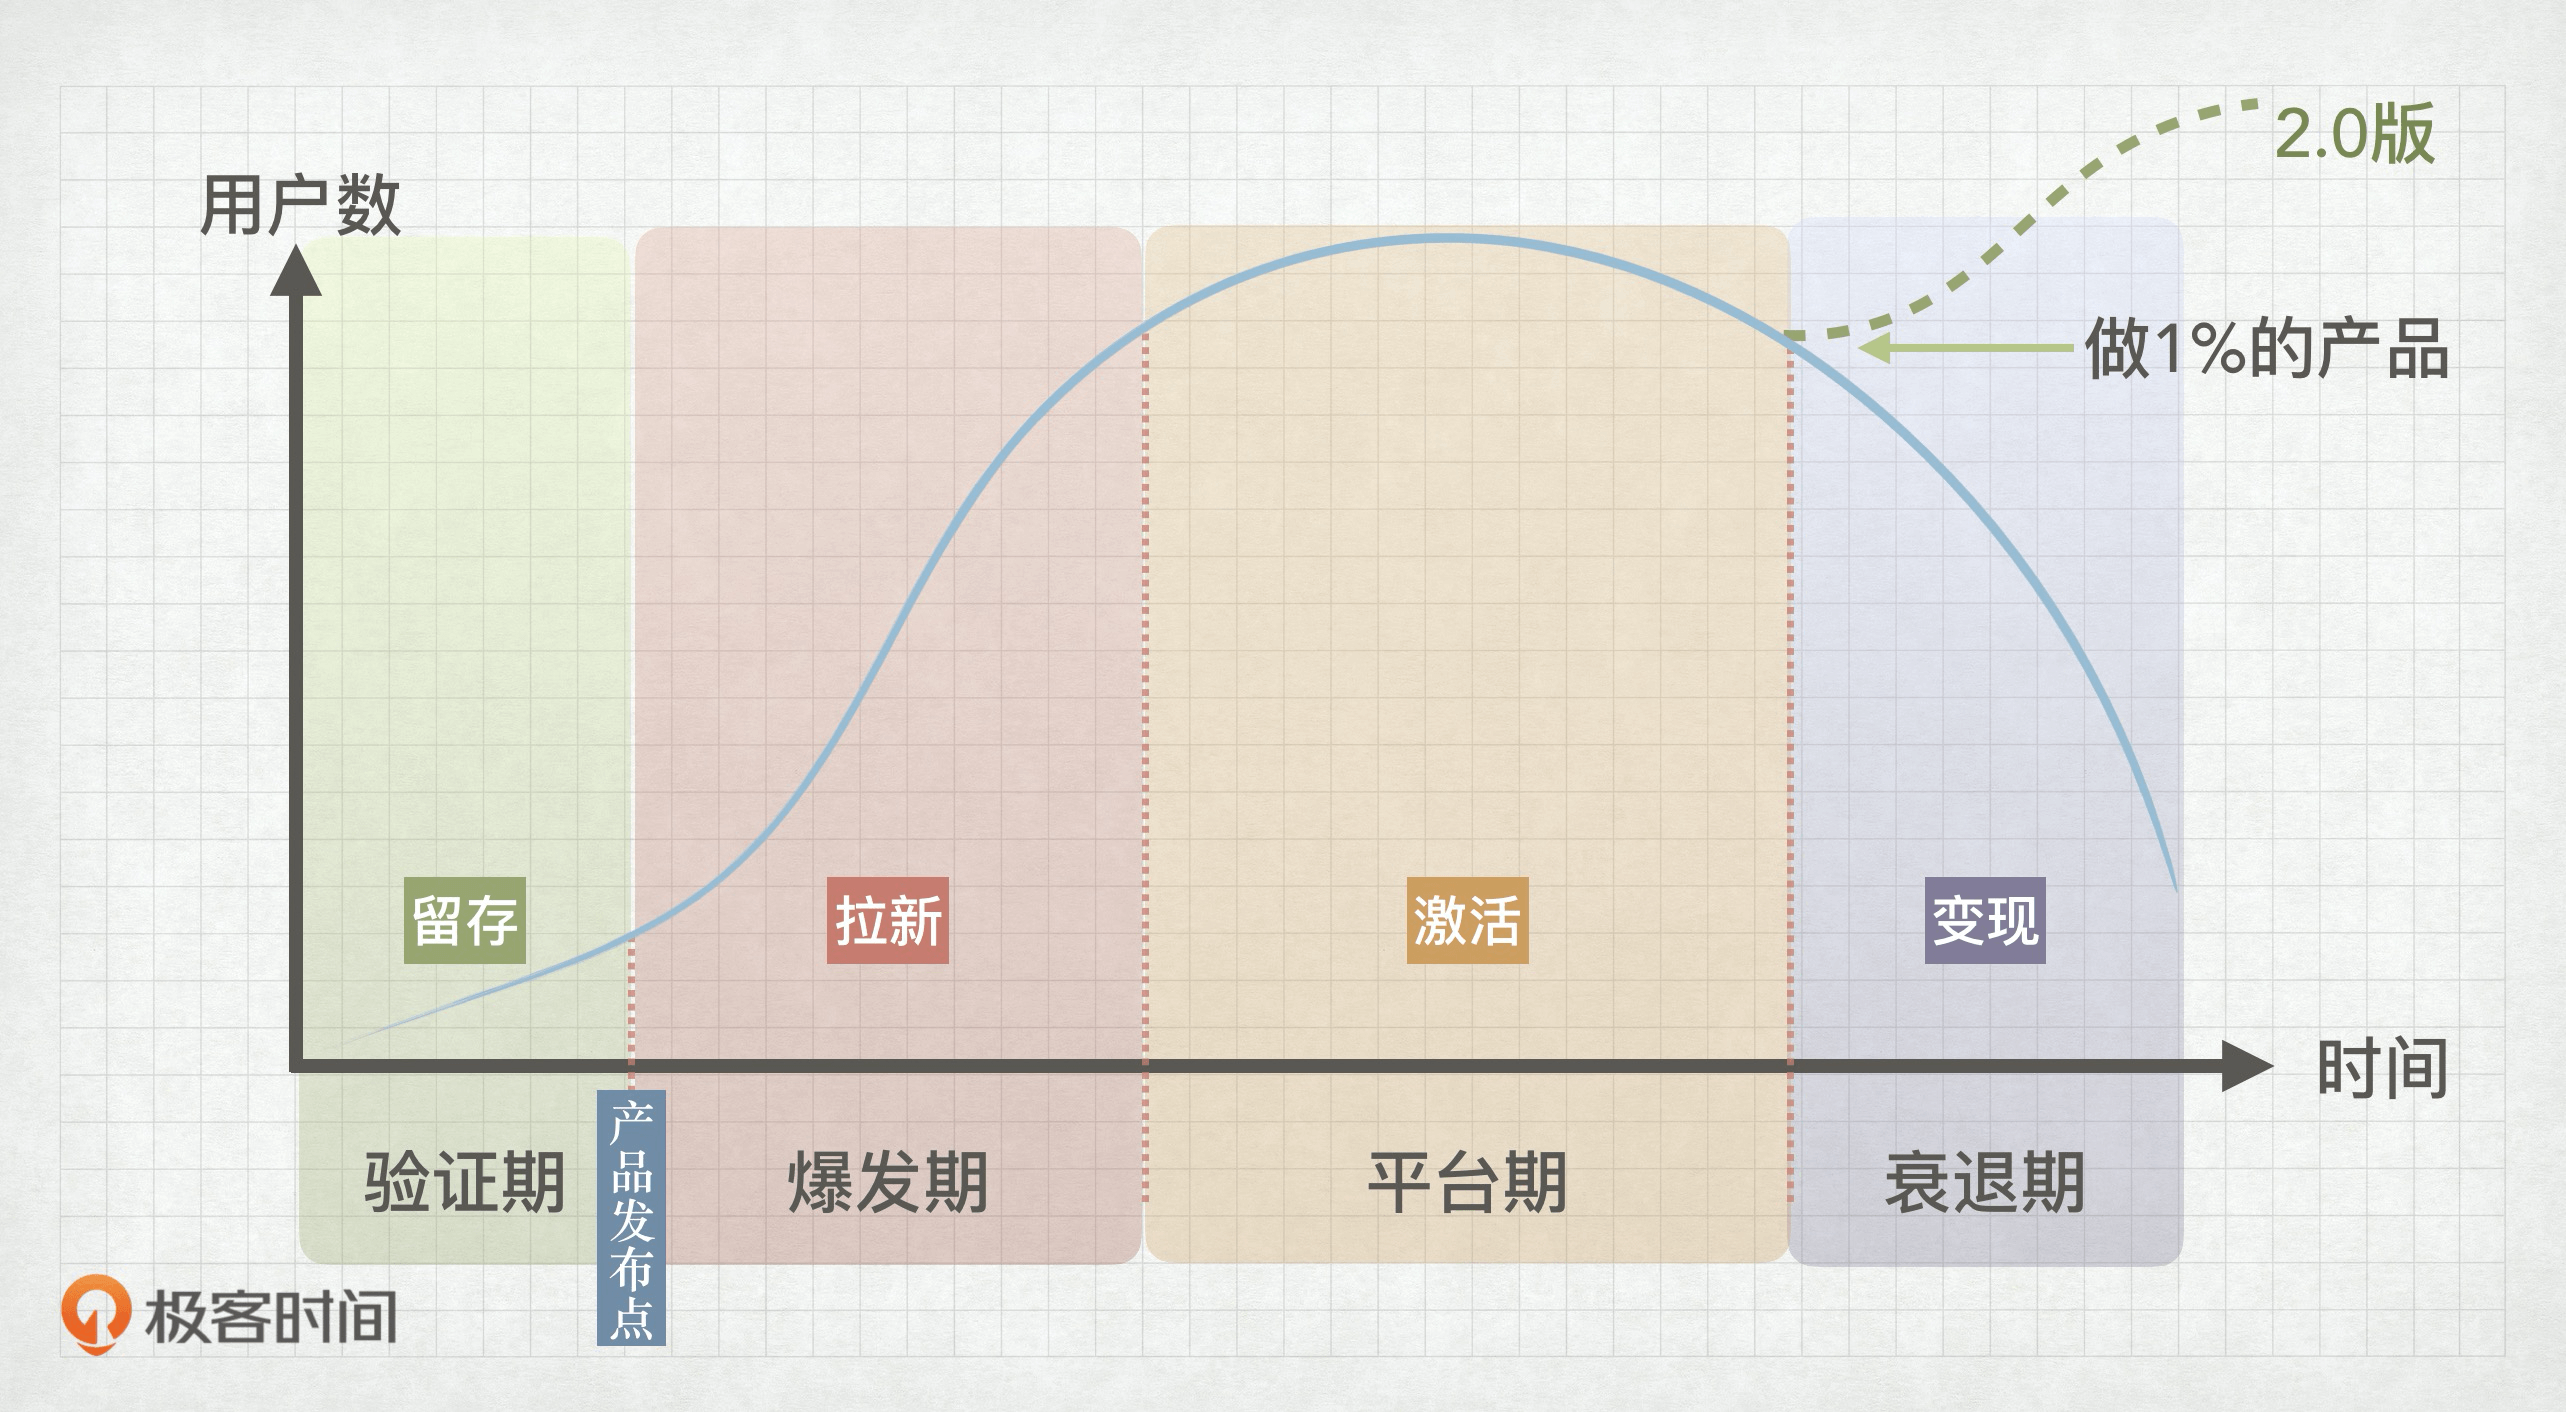 2.0版
用户数
做1%的产品
留存
拉新
激活
变现
时间
验证期
产品发布点
爆发期
平台期
衰退期
极客时间